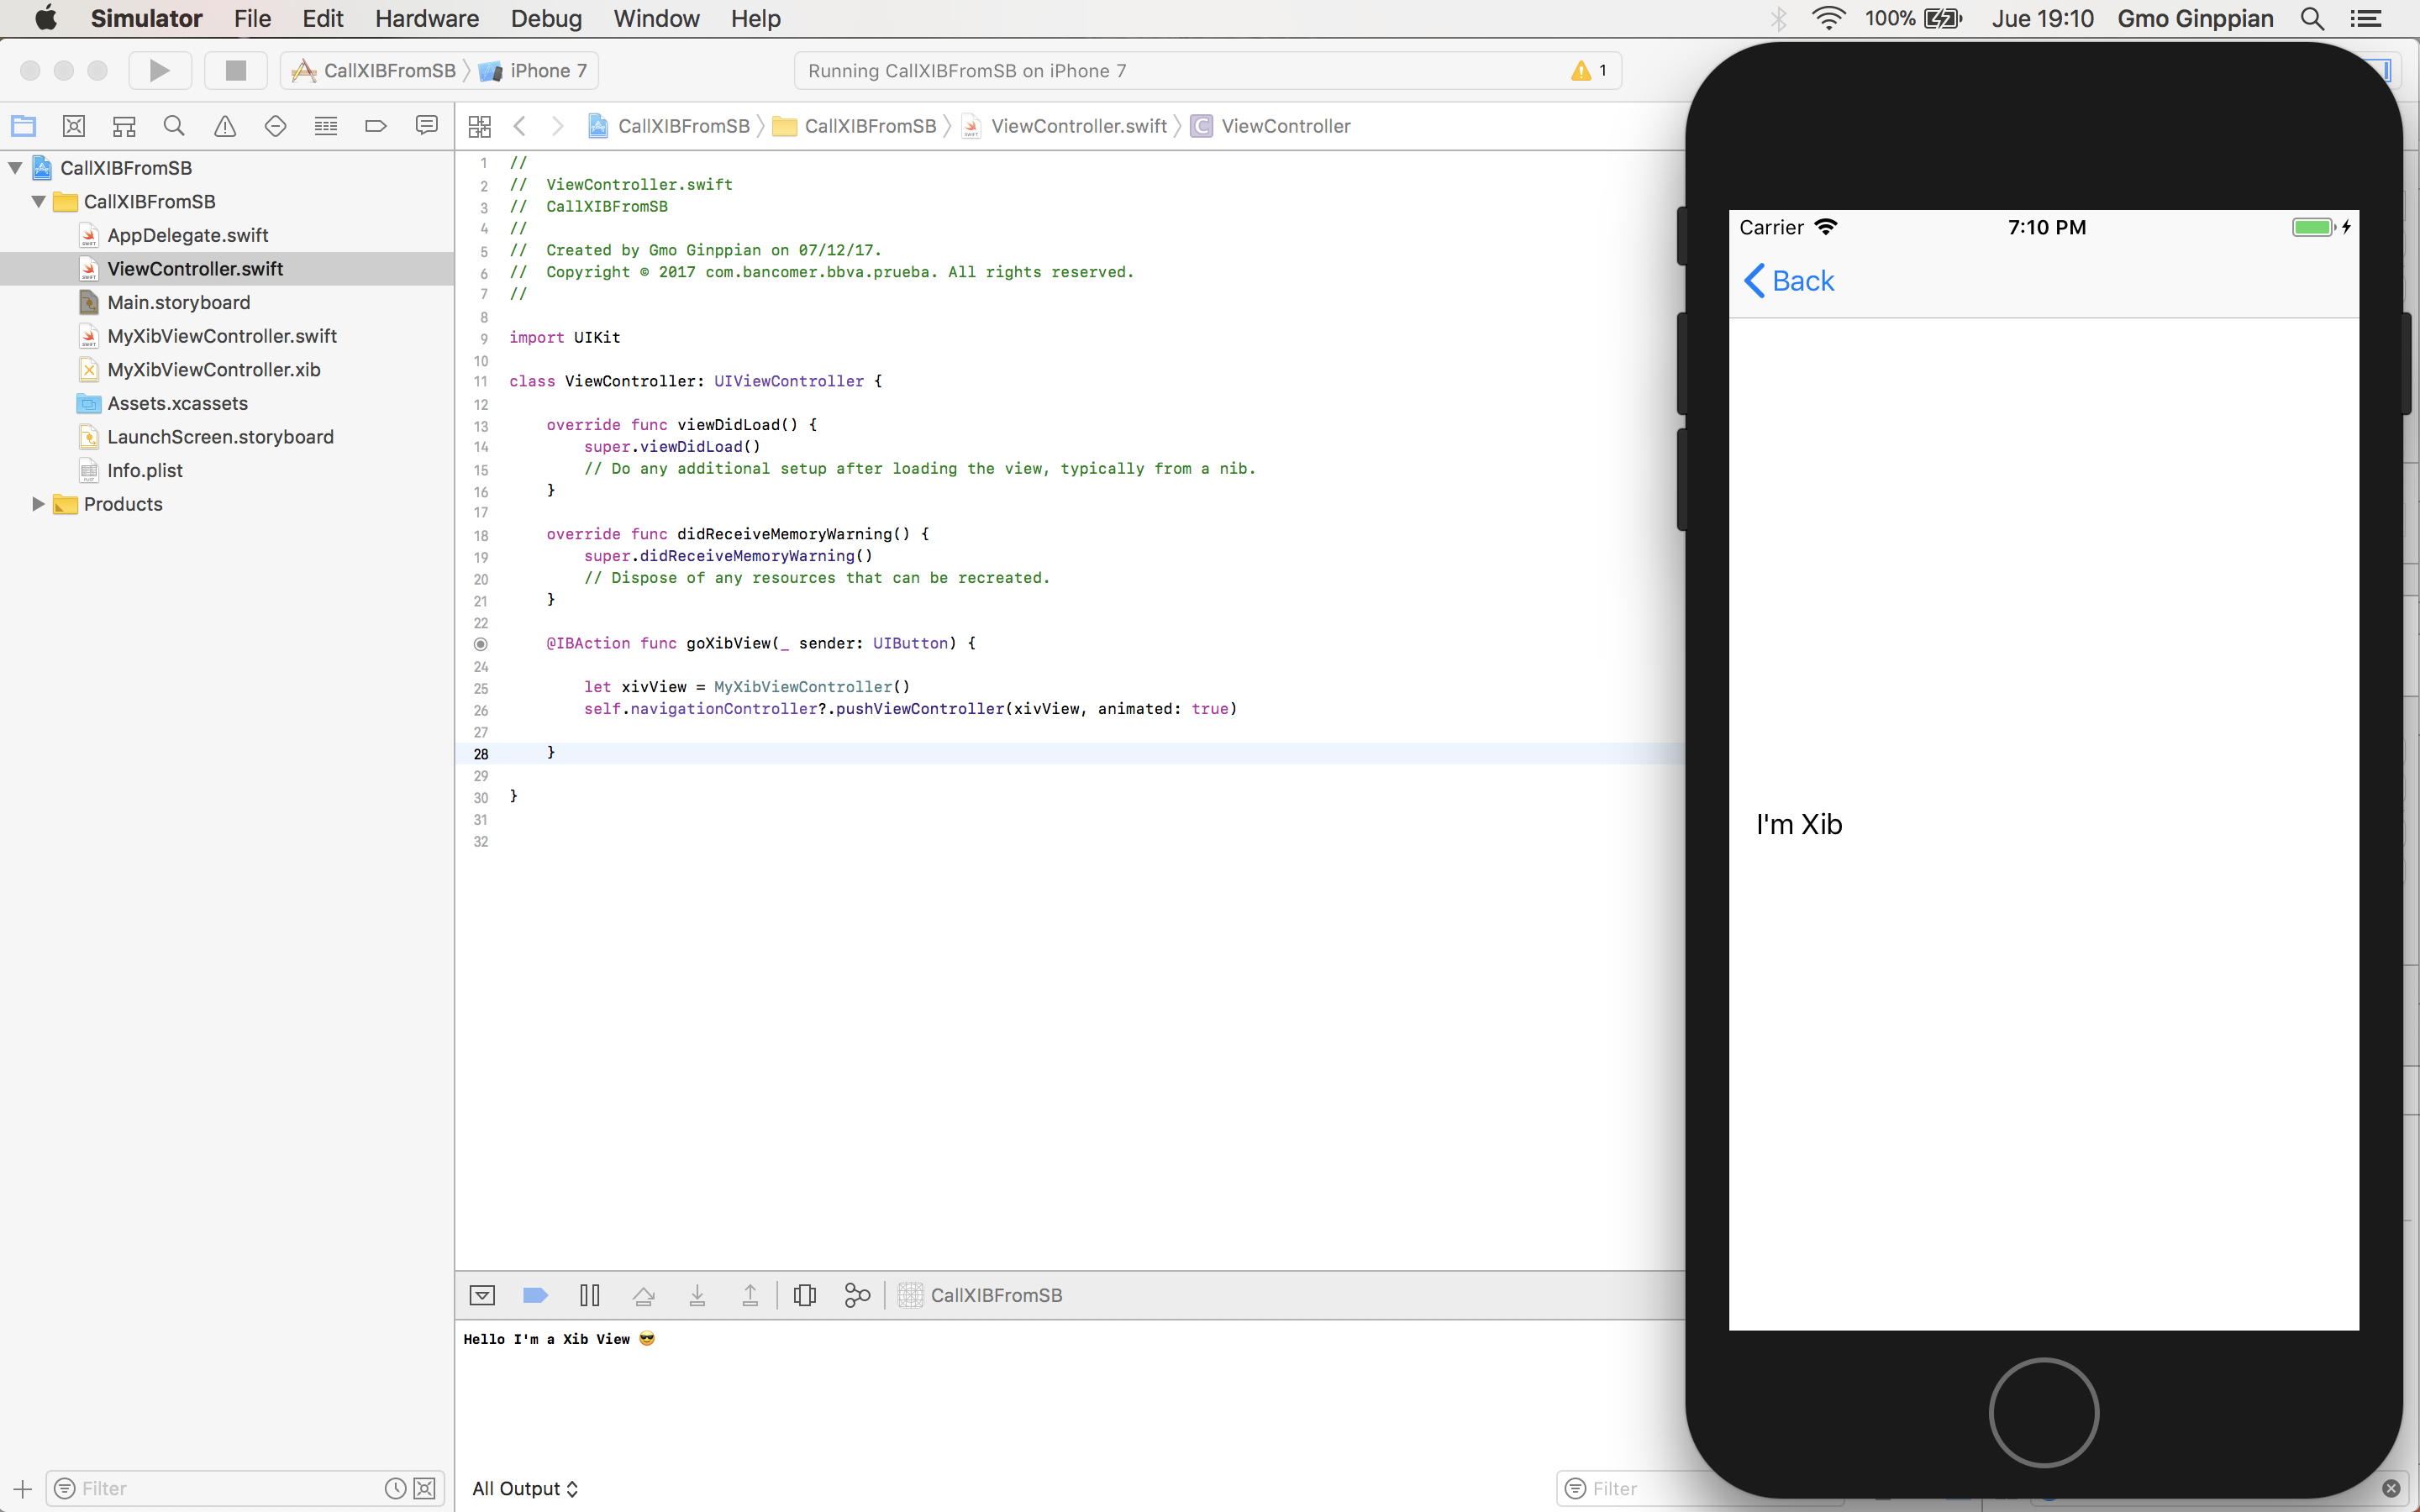 Simulator File Edit Hardware Debug Window Help 100% Jue 19:10 Gmo Ginppian
CallXIBFromSB iPhone 7 Running CallXIBFromSB on iPhone 7 1
CallXIBFromSB CallXIBFromSB ViewController.swift C ViewController
CallXIBFromSB
CallXIBFromSB
AppDelegate.swift
ViewController.swift
Main.storyboard
MyXibViewController.swift
MyXibViewController.xib
Assets.xcassets
LaunchScreen.storyboard
Info.plist
Products
Filter
1 //
2 //  ViewController.swift
3 //  CallXIBFromSB
4 //
5 //  Created by Gmo Ginppian on 07/12/17.
6 //  Copyright © 2017 com.bancomer.bbva.prueba. All rights reserved.
7 //
8
9 import UIKit
10
11 class ViewController: UIViewController {
12
13     override func viewDidLoad() {
14         super.viewDidLoad()
15         // Do any additional setup after loading the view, typically from a nib.
16     }
17
18     override func didReceiveMemoryWarning() {
19         super.didReceiveMemoryWarning()
20         // Dispose of any resources that can be recreated.
21     }
22
@IBAction func goXibView(_ sender: UIButton) {
24
25         let xivView = MyXibViewController()
26         self.navigationController?.pushViewController(xivView, animated: true)
27
28     }
29
30 }
31
32
CallXIBFromSB
Hello I'm a Xib View 😎
All Output
Filter
Carrier 7:10 PM
Back
I'm Xib